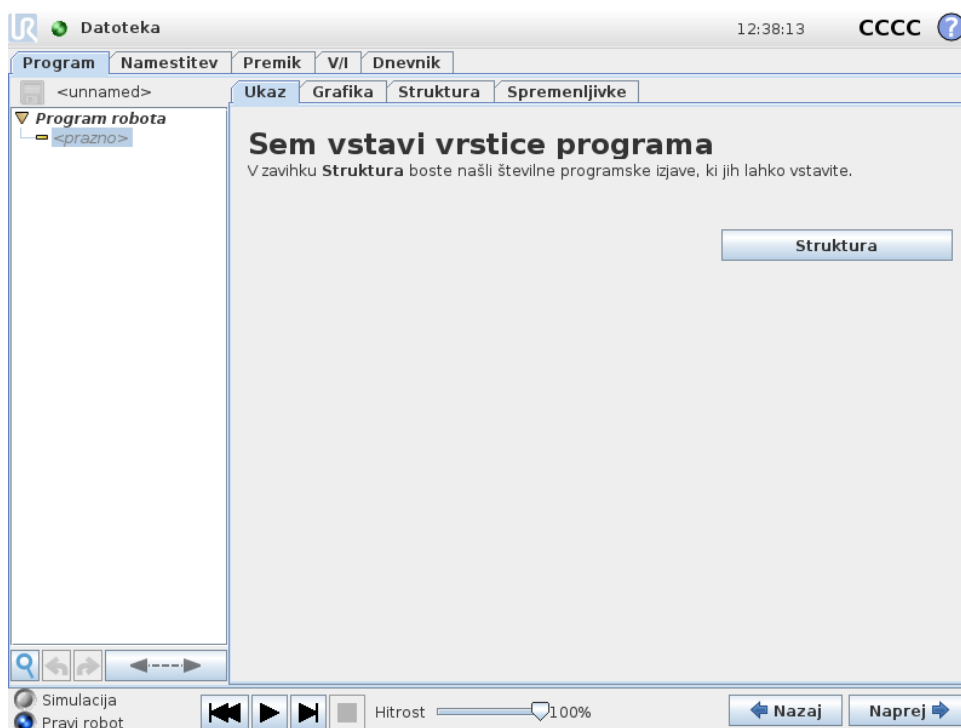 UR Datoteka 12:38:13 CCCC ?
Program Namestitev Premik V/I Dnevnik
<unnamed> Ukaz Grafika Struktura Spremenljivke
Program robota
<prazno>
Sem vstavi vrstice programa
V zavihku Struktura boste našli številne programske izjave, ki jih lahko vstavite.
Struktura
Simulacija
Pravi robot
Hitrost 100%
Nazaj Naprej